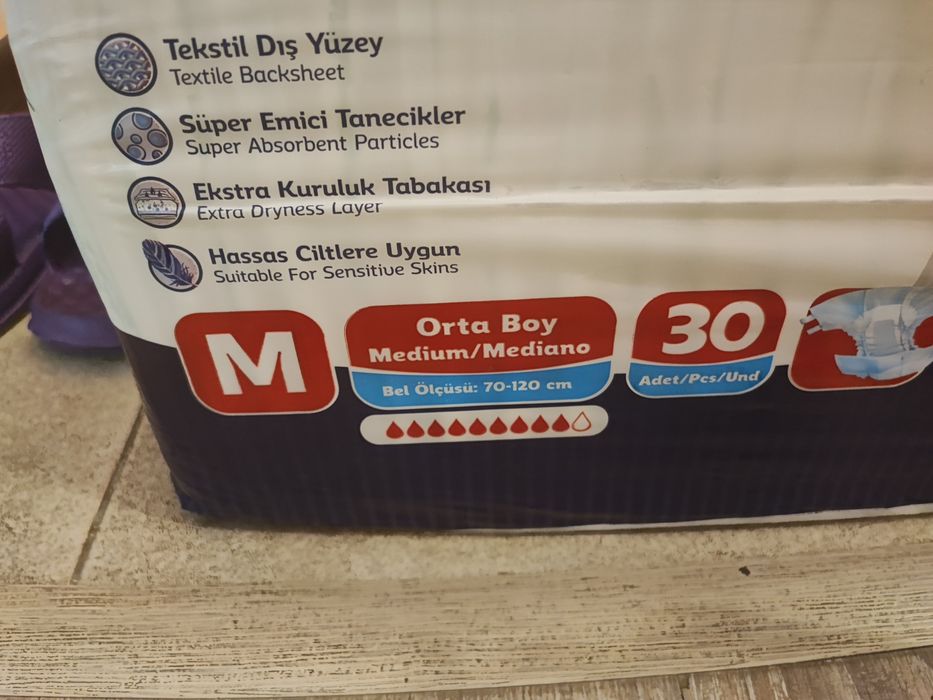 Tekstil Dış Yüzey
Textile Backsheet
Süper Emici Tanecikler
Super Absorbent Particles
Ekstra Kuruluk Tabakası
Extra Dryness Layer
Hassas Ciltlere Uygun
Suitable For Sensitive Skins
M
Orta Boy
Medium/Mediano
Bel Ölçüsü: 70-120 cm
30
Adet/Pcs/Und